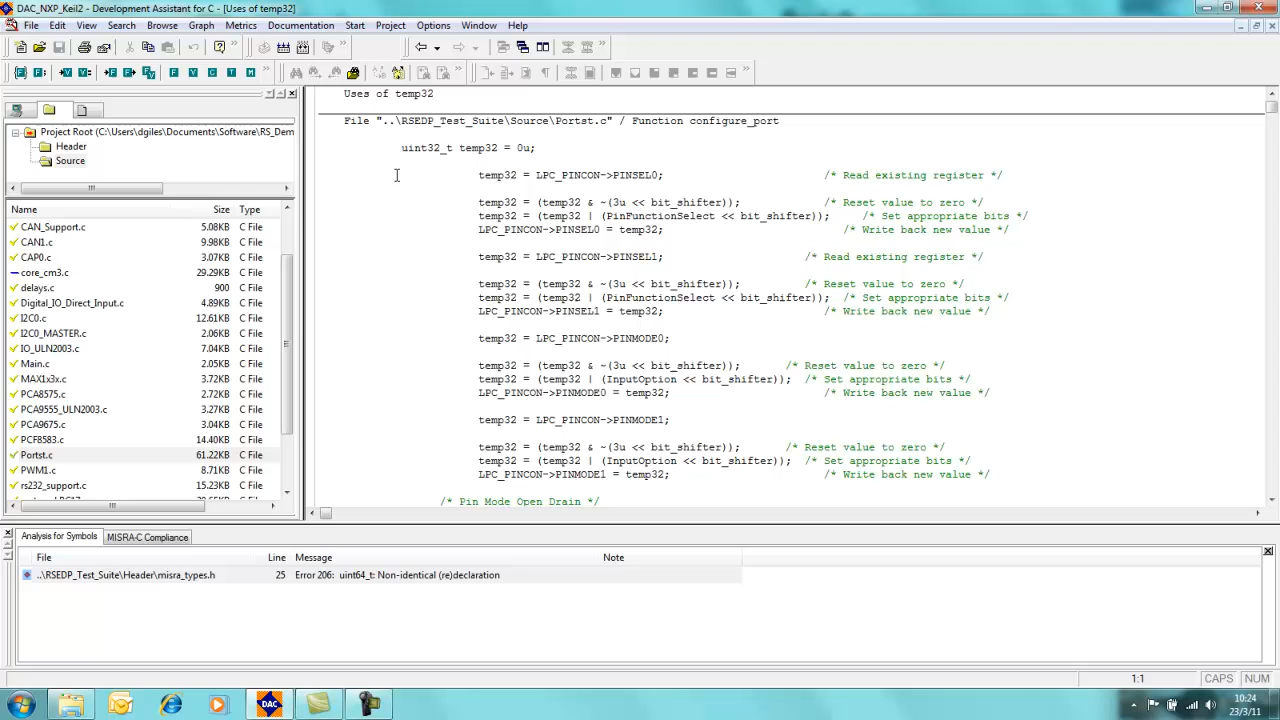 DAC_NXP_Keil2 - Development Assistant for C - [Uses of temp32]
File Edit View Search Browse Graph Metrics Documentation Start Project Options Window Help
Uses of temp32
File "..\RSEDP_Test_Suite\Source\Portst.c" / Function configure_port
uint32_t temp32 = 0u;
temp32 = LPC_PINCON->PINSEL0; /* Read existing register */
temp32 = (temp32 & ~(3u << bit_shifter)); /* Reset value to zero */
temp32 = (temp32 | (PinFunctionSelect << bit_shifter)); /* Set appropriate bits */
LPC_PINCON->PINSEL0 = temp32; /* Write back new value */
temp32 = LPC_PINCON->PINSEL1; /* Read existing register */
temp32 = (temp32 & ~(3u << bit_shifter)); /* Reset value to zero */
temp32 = (temp32 | (PinFunctionSelect << bit_shifter)); /* Set appropriate bits */
LPC_PINCON->PINSEL1 = temp32; /* Write back new value */
temp32 = LPC_PINCON->PINMODE0;
temp32 = (temp32 & ~(3u << bit_shifter)); /* Reset value to zero */
temp32 = (temp32 | (InputOption << bit_shifter)); /* Set appropriate bits */
LPC_PINCON->PINMODE0 = temp32; /* Write back new value */
temp32 = LPC_PINCON->PINMODE1;
temp32 = (temp32 & ~(3u << bit_shifter)); /* Reset value to zero */
temp32 = (temp32 | (InputOption << bit_shifter)); /* Set appropriate bits */
LPC_PINCON->PINMODE1 = temp32; /* Write back new value */
/* Pin Mode Open Drain */
Project Root (C:\Users\dgiles\Documents\Software\RS_Dem
Header
Source
Name Size Type
CAN_Support.c 5.08KB C File
CAN1.c 9.98KB C File
CAP0.c 3.07KB C File
core_cm3.c 29.29KB C File
delays.c 900 C File
Digital_IO_Direct_Input.c 4.89KB C File
I2C0.c 12.61KB C File
I2C0_MASTER.c 2.06KB C File
IO_ULN2003.c 7.04KB C File
Main.c 2.05KB C File
MAX1x3x.c 3.72KB C File
PCA8575.c 2.72KB C File
PCA9555_ULN2003.c 3.27KB C File
PCA9675.c 2.24KB C File
PCF8583.c 14.40KB C File
Portst.c 61.22KB C File
PWM1.c 8.71KB C File
rs232_support.c 15.23KB C File
Analysis for Symbols MISRA-C Compliance
File Line Message Note
..\RSEDP_Test_Suite\Header\misra_types.h 25 Error 206: uint64_t: Non-identical (re)declaration
1:1 CAPS NUM
DAC
10:24
23/3/11